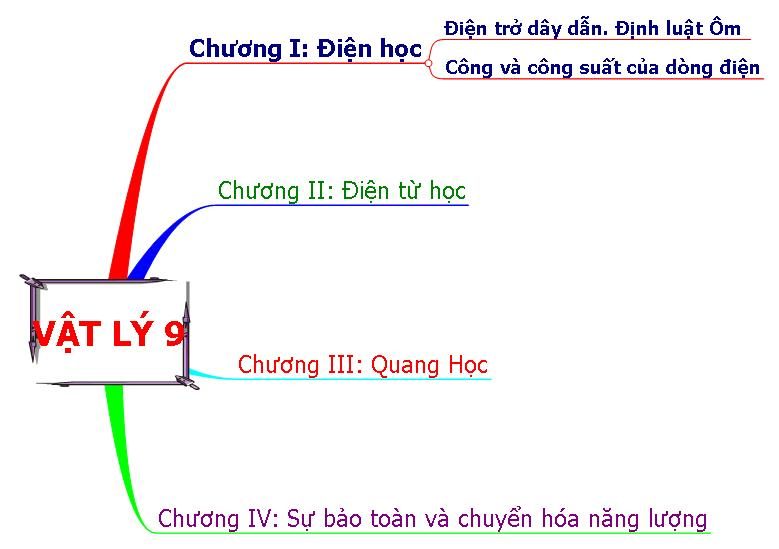 VẬT LÝ 9
Chương I: Điện học
Điện trở dây dẫn. Định luật Ôm
Công và công suất của dòng điện
Chương II: Điện từ học
Chương III: Quang Học
Chương IV: Sự bảo toàn và chuyển hóa năng lượng